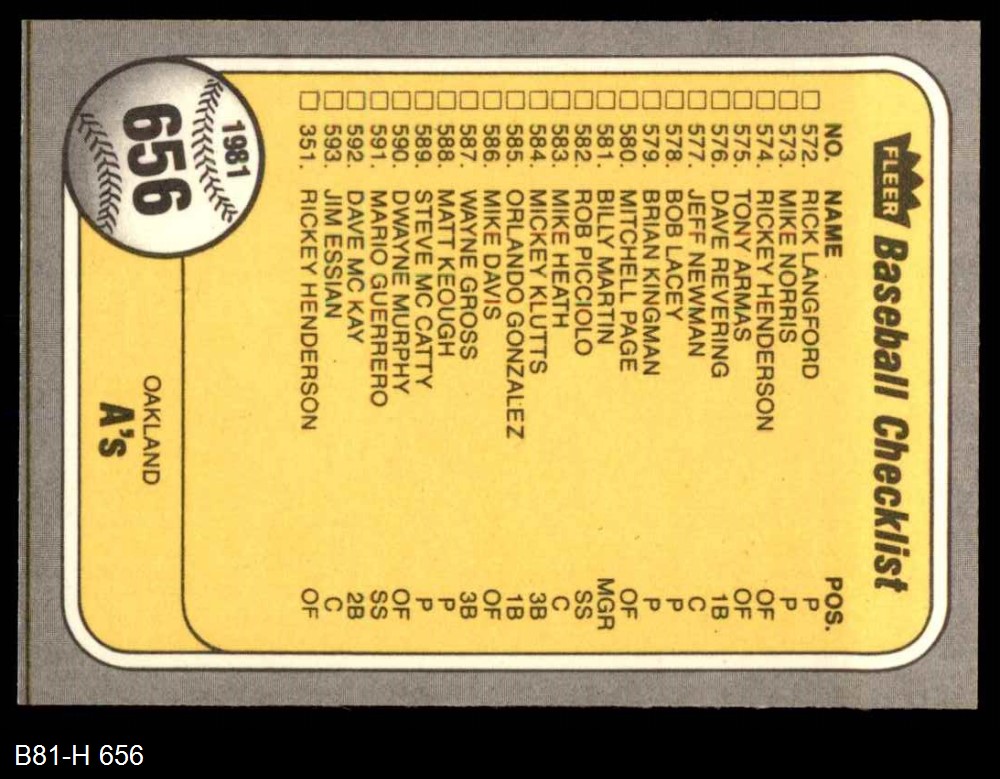 FLEER Baseball Checklist
NO. NAME POS.
572. RICK LANGFORD P
573. MIKE NORRIS P
574. RICKEY HENDERSON OF
575. TONY ARMAS OF
576. DAVE REVERING 1B
577. JEFF NEWMAN C
578. BOB LACEY P
579. BRIAN KINGMAN P
580. MITCHELL PAGE OF
581. BILLY MARTIN MGR
582. ROB PICCIOLO SS
583. MIKE HEATH C
584. MICKEY KLUTTS 3B
585. ORLANDO GONZALEZ 1B
586. MIKE DAVIS OF
587. WAYNE GROSS 3B
588. MATT KEOUGH P
589. STEVE MC CATTY P
590. DWAYNE MURPHY OF
591. MARIO GUERRERO SS
592. DAVE MC KAY 2B
593. JIM ESSIAN C
351. RICKEY HENDERSON OF
1981
656
OAKLAND
A's
B81-H 656